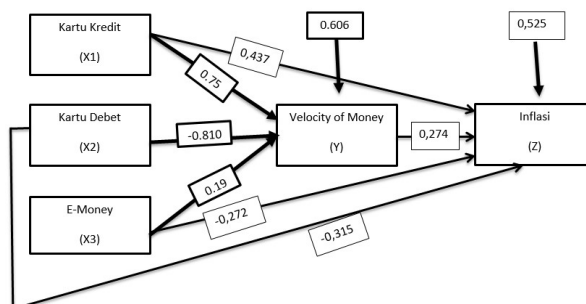 Kartu Kredit
(X1)
0.606
0,525
0,437
0.75
Kartu Debet
(X2)
-0.810
Velocity of Money
(Y)
0,274
Inflasi
(Z)
E-Money
(X3)
0.19
-0,272
-0,315